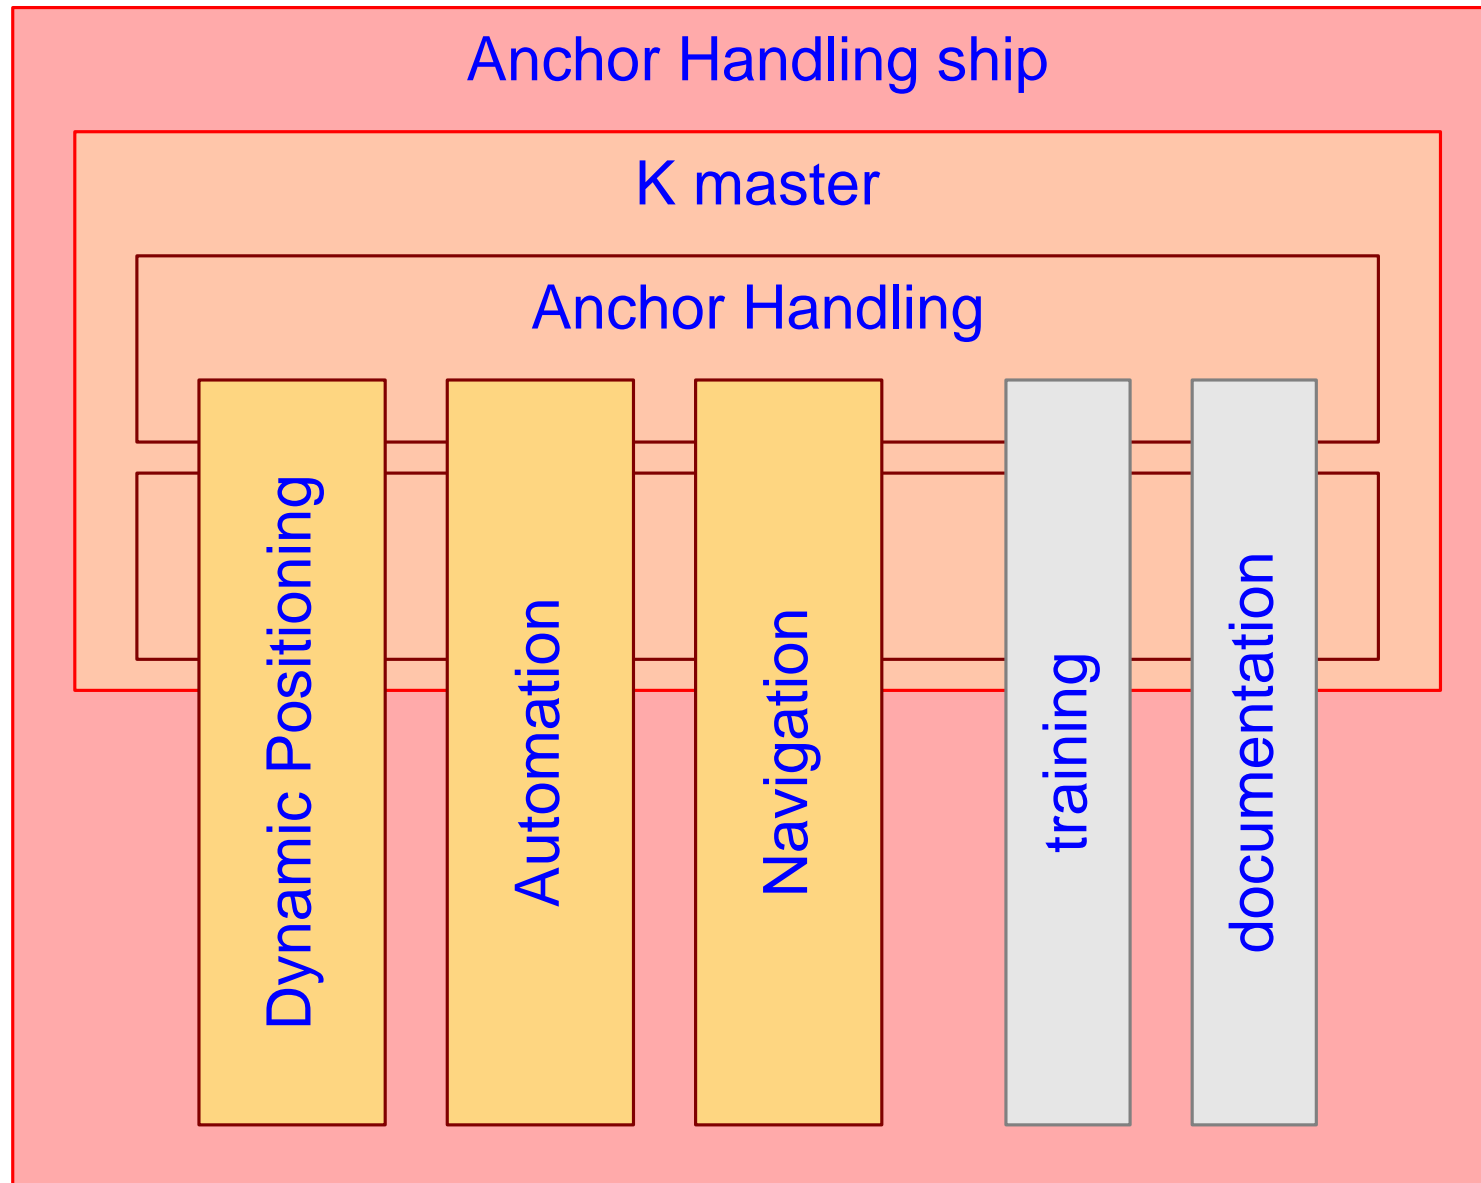 Anchor Handling ship
K master
Anchor Handling
Dynamic Positioning
Automation
Navigation
training
documentation